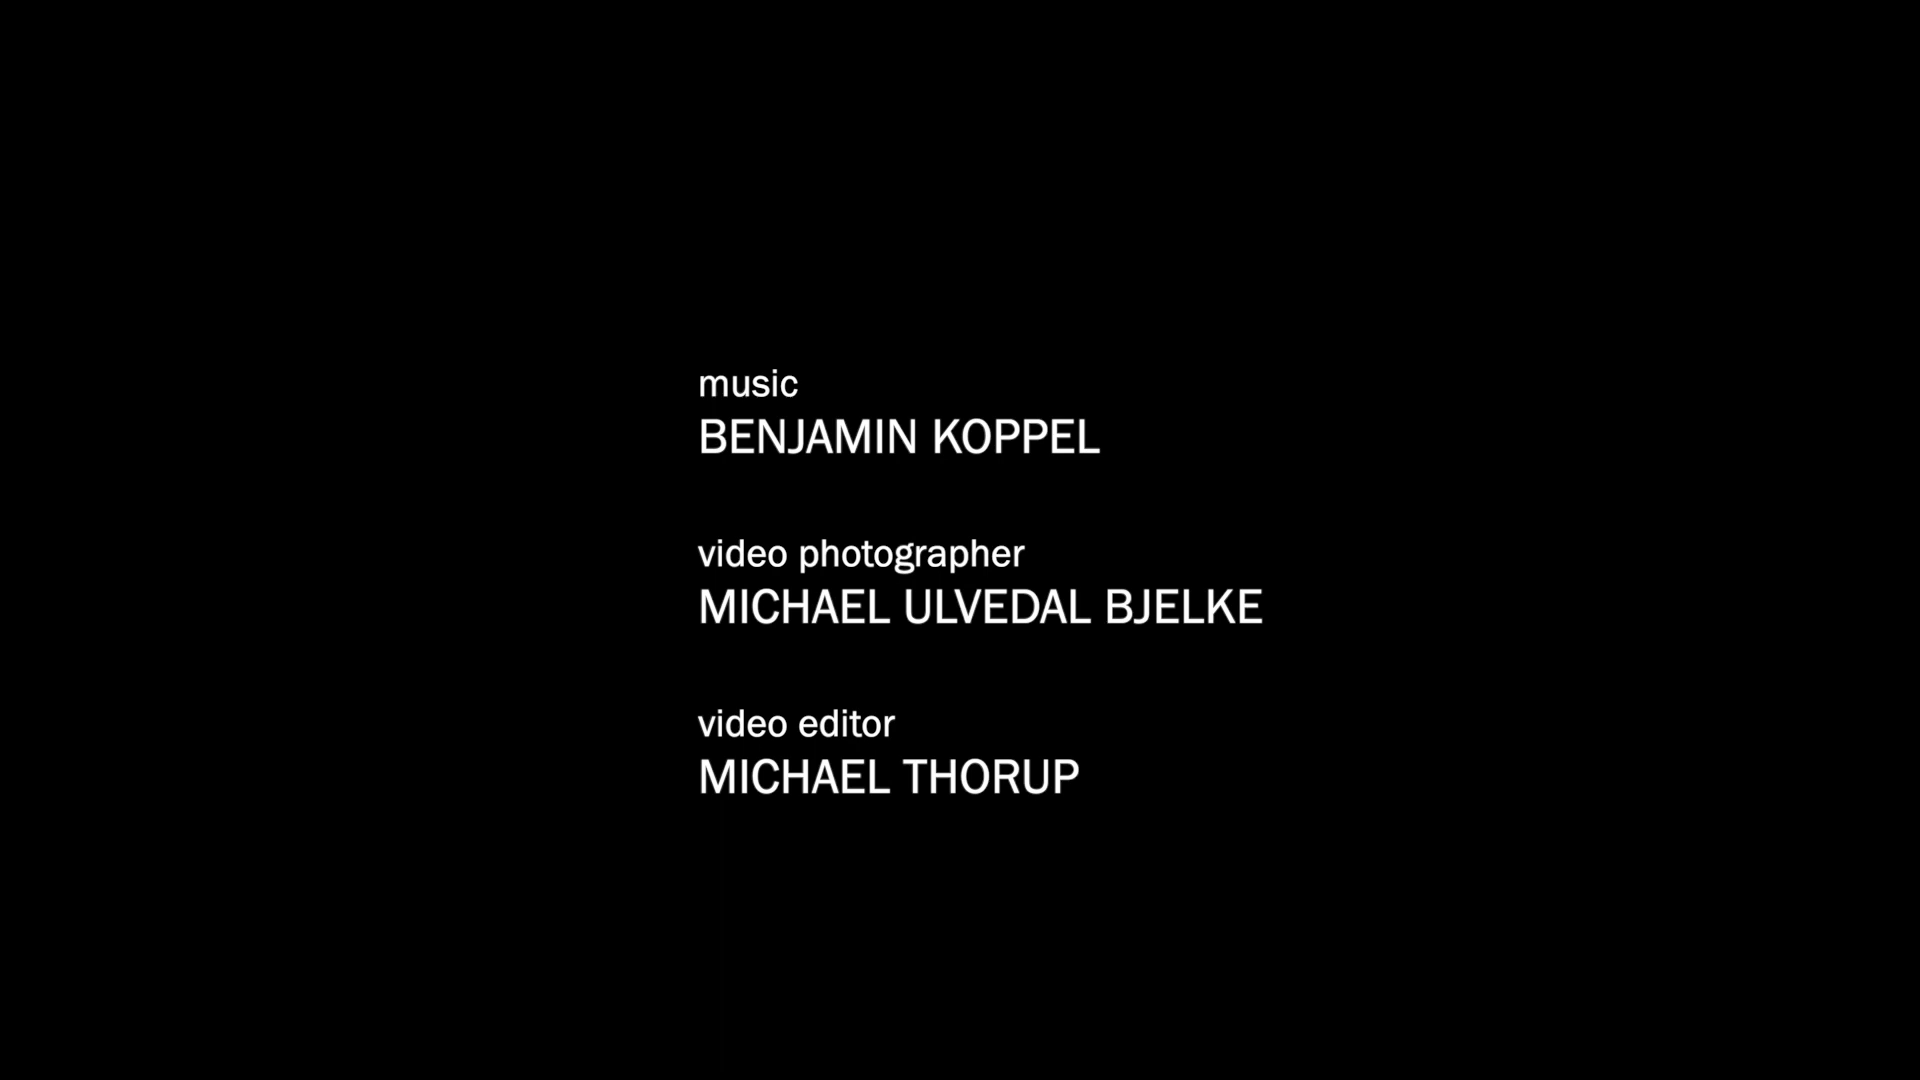 music
BENJAMIN KOPPEL
video photographer
MICHAEL ULVEDAL BJELKE
video editor
MICHAEL THORUP